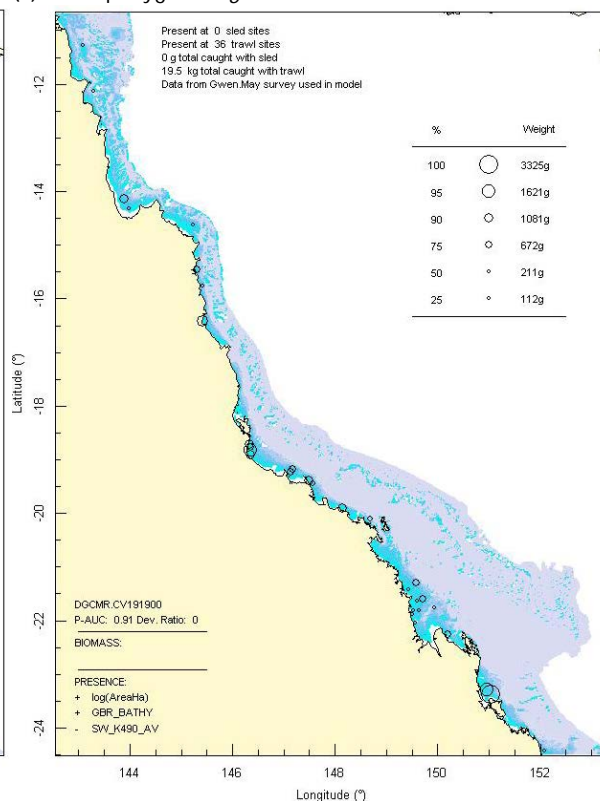 Present at 0 sled sites
Present at 36 trawl sites
0 g total caught with sled
19.5 kg total caught with trawl
Data from Gwen.May survey used in model
% Weight
100 3325g
95 1621g
90 1081g
75 672g
50 211g
25 112g
-12
-14
-16
-18
-20
-22
-24
Latitude (°)
DGCMR.CV191900
P-AUC: 0.91 Dev. Ratio: 0
BIOMASS:
PRESENCE:
+ log(AreaHa)
+ GBR_BATHY
- SW_K490_AV
144 146 148 150 152
Longitude (°)